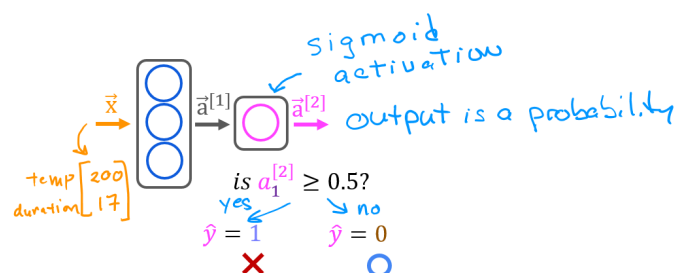 sigmoid
activation
x⃗
a⃗[1]
a⃗[2]
output is a probability
temp [200
duration 17]
is a₁[2] ≥ 0.5?
yes
no
ŷ = 1
ŷ = 0